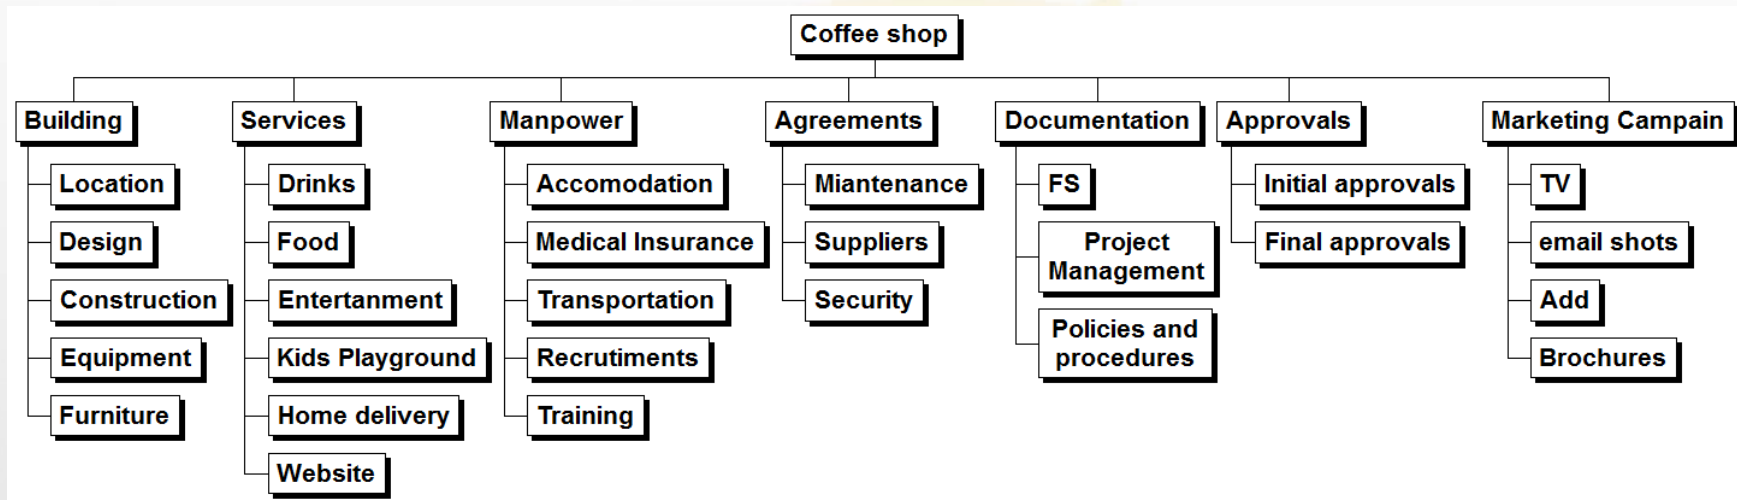 Coffee shop
Building
Location
Design
Construction
Equipment
Furniture
Services
Drinks
Food
Entertanment
Kids Playground
Home delivery
Website
Manpower
Accomodation
Medical Insurance
Transportation
Recrutiments
Training
Agreements
Miantenance
Suppliers
Security
Documentation
FS
Project
Management
Policies and
procedures
Approvals
Initial approvals
Final approvals
Marketing Campain
TV
email shots
Add
Brochures